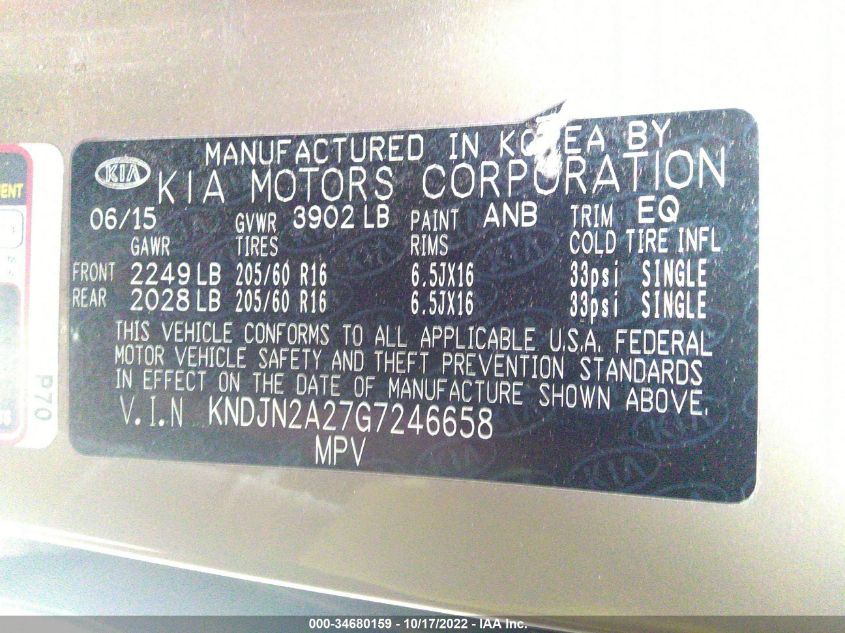 MANUFACTURED IN KOREA BY
KIA KIA MOTORS CORPORATION
06/15 GVWR 3902 LB PAINT ANB TRIM EQ
GAWR TIRES RIMS COLD TIRE INFL
FRONT 2249 LB 205/60 R16 6.5JX16 33psi SINGLE
REAR 2028 LB 205/60 R16 6.5JX16 33psi SINGLE
THIS VEHICLE CONFORMS TO ALL APPLICABLE U.S.A. FEDERAL
MOTOR VEHICLE SAFETY AND THEFT PREVENTION STANDARDS
IN EFFECT ON THE DATE OF MANUFACTURE SHOWN ABOVE.
V.I.N KNDJN2A27G7246658
MPV
P70
000-34680159 - 10/17/2022 - IAA Inc.